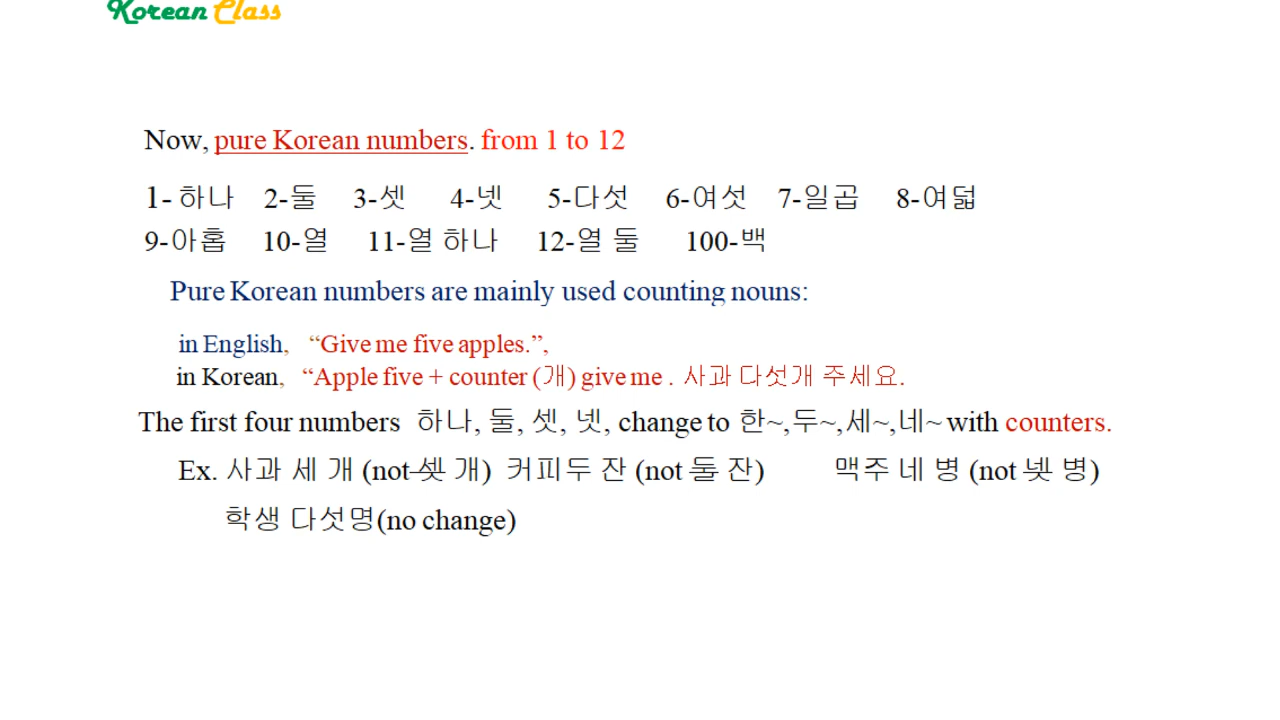 Korean Class
Now, pure Korean numbers. from 1 to 12
1- 하나 2-둘 3-셋 4-넷 5-다섯 6-여섯 7-일곱 8-여덟
9-아홉 10-열 11-열 하나 12-열 둘 100-백
Pure Korean numbers are mainly used counting nouns:
in English, “Give me five apples.”,
in Korean, “Apple five + counter (개) give me . 사과 다섯개 주세요.
The first four numbers 하나, 둘, 셋, 넷, change to 한~,두~,세~,네~ with counters.
Ex. 사과 세 개 (not 셋 개) 커피두 잔 (not 둘 잔) 맥주 네 병 (not 넷 병)
학생 다섯명(no change)